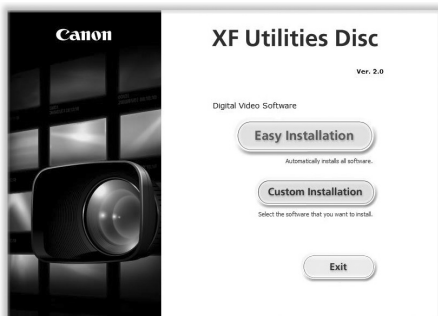 Canon
XF Utilities Disc
Ver. 2.0
Digital Video Software
Easy Installation
Automatically installs all software.
Custom Installation
Select the software that you want to install.
Exit